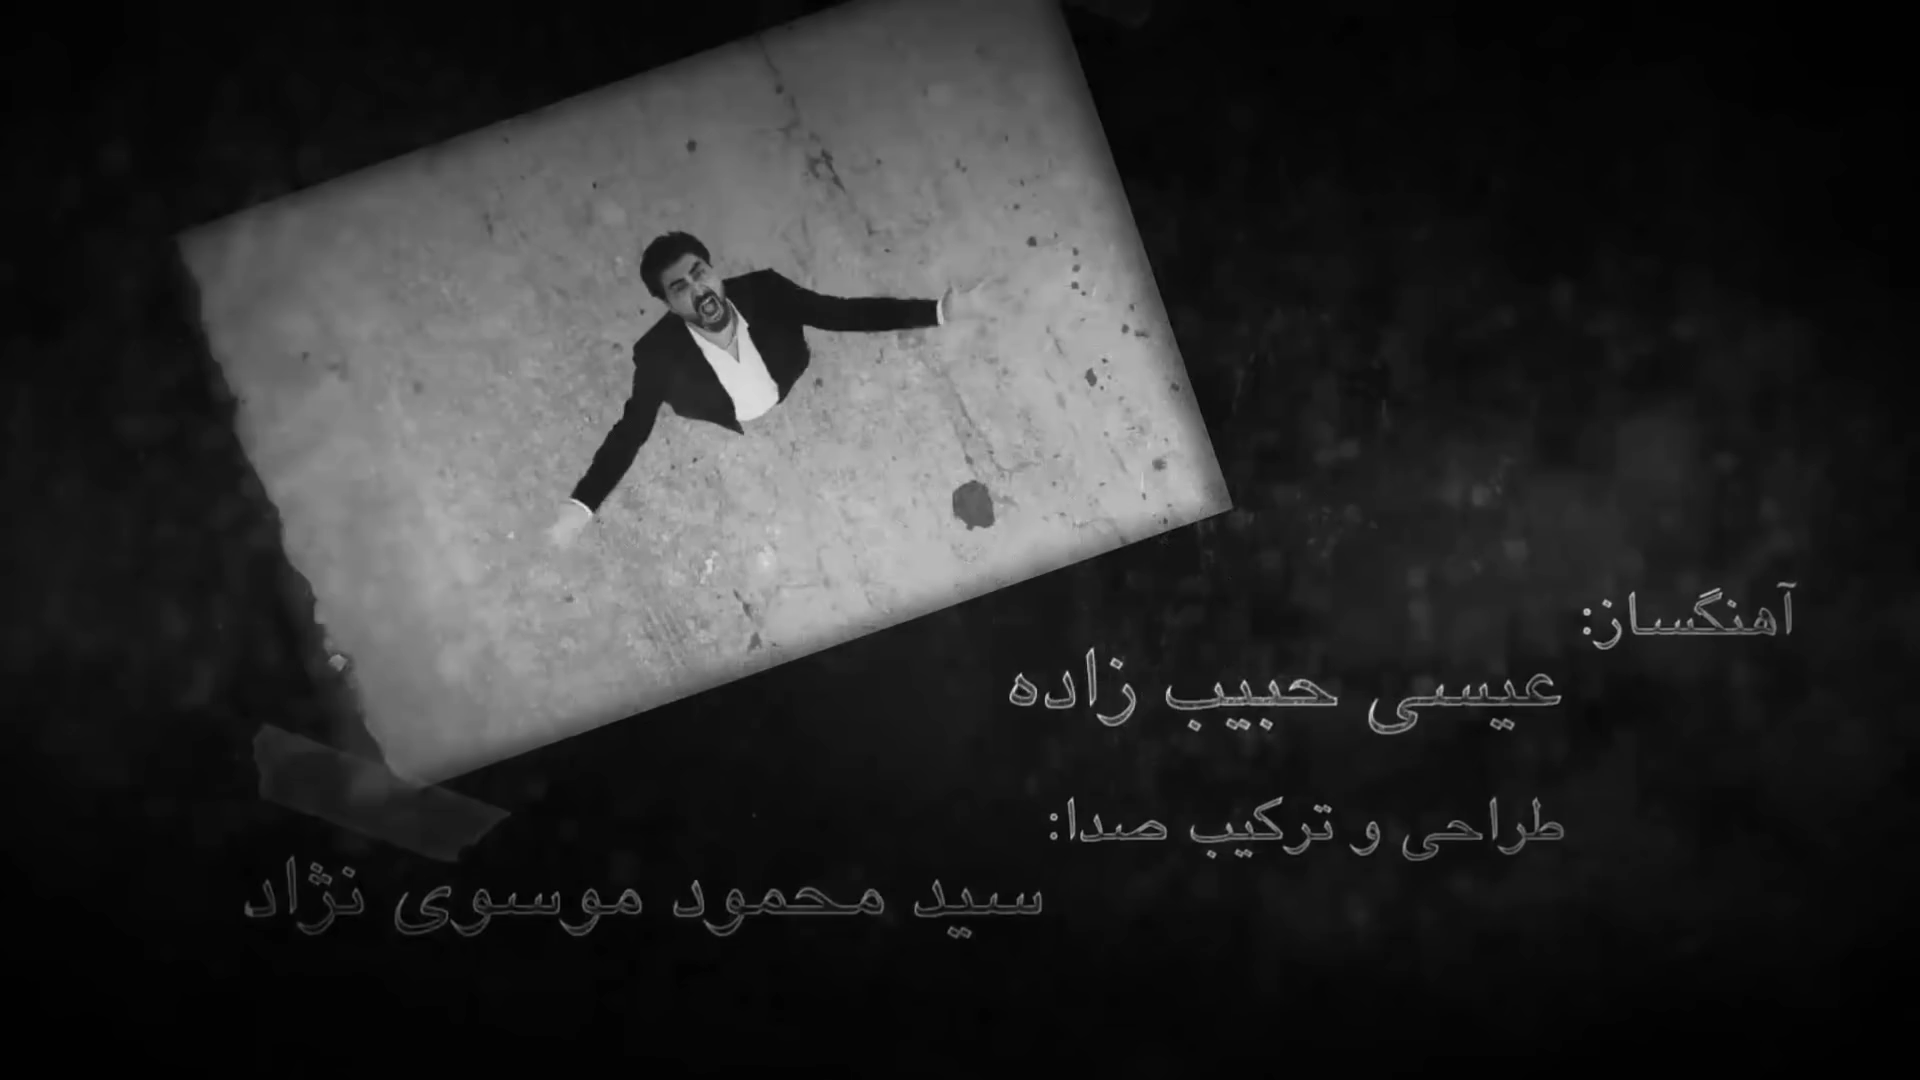 آهنگساز:
عیسی حبیب زاده
طراحی و ترکیب صدا:
سید محمود موسوی نژاد